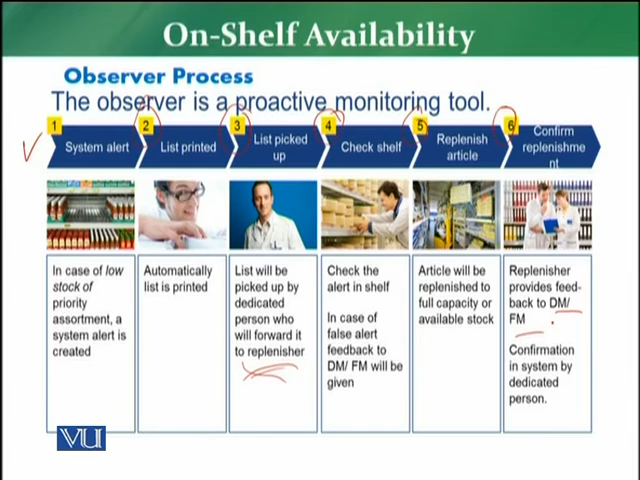 On-Shelf Availability
Observer Process
The observer is a proactive monitoring tool.
1
System alert
2
List printed
3
List picked
up
4
Check shelf
5
Replenish
article
6
Confirm
replenishme
nt
In case of low
stock of
priority
assortment, a
system alert is
created
Automatically
list is printed
List will be
picked up by
dedicated
person who
will forward it
to replenisher
Check the
alert in shelf
In case of
false alert
feedback to
DM/ FM will be
given
Article will be
replenished to
full capacity or
available stock
Replenisher
provides feed-
back to DM/
FM
Confirmation
in system by
dedicated
person.
VU